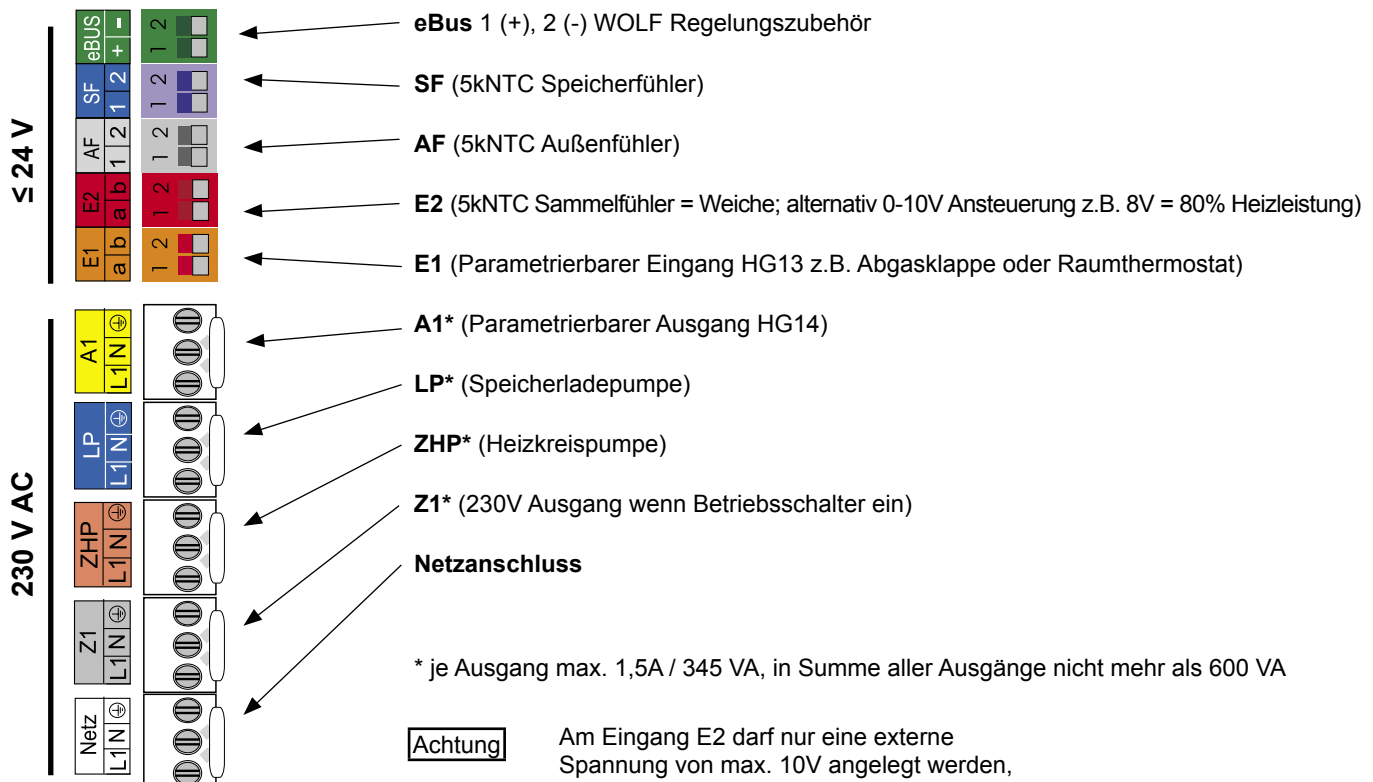 ≤ 24 V
eBUS + -
1 2
eBus 1 (+), 2 (-) WOLF Regelungszubehör
SF 1 2
1 2
SF (5kNTC Speicherfühler)
AF 1 2
1 2
AF (5kNTC Außenfühler)
E2 a b
1 2
E2 (5kNTC Sammelfühler = Weiche; alternativ 0-10V Ansteuerung z.B. 8V = 80% Heizleistung)
E1 a b
1 2
E1 (Parametrierbarer Eingang HG13 z.B. Abgasklappe oder Raumthermostat)
230 V AC
A1 L1 N
A1* (Parametrierbarer Ausgang HG14)
LP L1 N
LP* (Speicherladepumpe)
ZHP L1 N
ZHP* (Heizkreispumpe)
Z1 L1 N
Z1* (230V Ausgang wenn Betriebsschalter ein)
Netz L1 N
Netzanschluss
* je Ausgang max. 1,5A / 345 VA, in Summe aller Ausgänge nicht mehr als 600 VA
Achtung
Am Eingang E2 darf nur eine externe
Spannung von max. 10V angelegt werden,